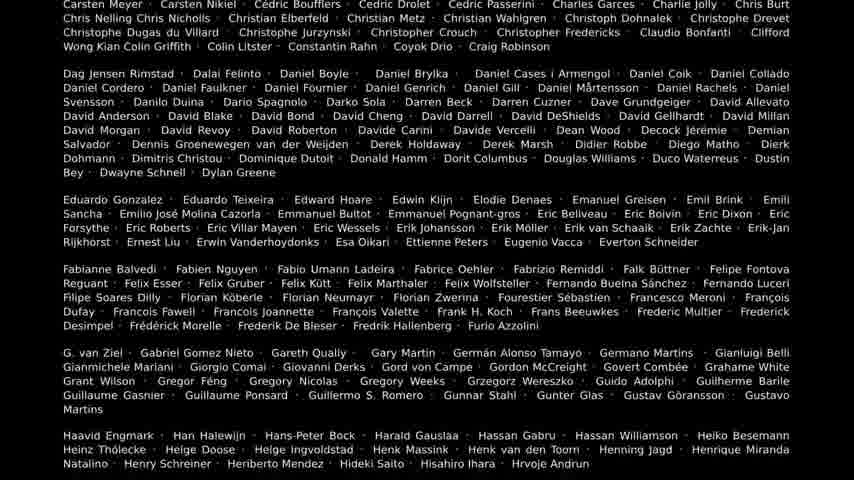 Carsten Meyer · Carsten Nikiel · Cédric Boufflers · Cedric Drolet · Cedric Passerini · Charles Garces · Charlie Jolly · Chris Burt
Chris Nelling Chris Nicholls · Christian Elberfeld · Christian Metz · Christian Wahlgren · Christoph Dohnalek · Christophe Drevet
Christophe Dugas du Villard · Christophe Jurzynski · Christopher Crouch · Christopher Fredericks · Claudio Bonfanti · Clifford
Wong Kian Colin Griffith · Colin Litster · Constantin Rahn · Coyok Drio · Craig Robinson
Dag Jensen Rimstad · Dalai Felinto · Daniel Boyle · Daniel Brylka · Daniel Cases i Armengol · Daniel Coik · Daniel Collado
Daniel Cordero · Daniel Faulkner · Daniel Fournier · Daniel Genrich · Daniel Gill · Daniel Mårtensson · Daniel Rachels · Daniel
Svensson · Danilo Duina · Dario Spagnolo · Darko Sola · Darren Beck · Darren Cuzner · Dave Grundgeiger · David Allevato
David Anderson · David Blake · David Bond · David Cheng · David Darrell · David DeShields · David Gellhardt · David Millan
David Morgan · David Revoy · David Roberton · Davide Carini · Davide Vercelli · Dean Wood · Decock Jérémie · Demian
Salvador · Dennis Groenewegen van der Weijden · Derek Holdaway · Derek Marsh · Didier Robbe · Diego Matho · Dierk
Dohmann · Dimitris Christou · Dominique Dutoit · Donald Hamm · Dorit Columbus · Douglas Williams · Duco Waterreus · Dustin
Bey · Dwayne Schnell · Dylan Greene
Eduardo Gonzalez · Eduardo Teixeira · Edward Hoare · Edwin Klijn · Elodie Denaes · Emanuel Greisen · Emil Brink · Emili
Sancha · Emilio José Molina Cazorla · Emmanuel Bultot · Emmanuel Pognant-gros · Eric Bellveau · Eric Boivin · Eric Dixon · Eric
Forsythe · Eric Roberts · Eric Villar Mayen · Eric Wessels · Erik Johansson · Erik Möller · Erik van Schaaik · Erik Zachte · Erik-Jan
Rijkhorst · Ernest Liu · Erwin Vanderhoydonks · Esa Oikari · Ettienne Peters · Eugenio Vacca · Everton Schneider
Fabianne Balvedi · Fabien Nguyen · Fabio Umann Ladeira · Fabrice Oehler · Fabrizio Remiddi · Falk Büttner · Felipe Fontova
Reguant · Felix Esser · Felix Gruber · Felix Kütt · Felix Marthaler · Felix Wolfsteller · Fernando Buelna Sánchez · Fernando Luceri
Filipe Soares Dilly · Florian Köberle · Florian Neumayr · Florian Zwerina · Fourestier Sébastien · Francesco Meroni · François
Dufay · Francois Fawell · Francois Joannette · François Valette · Frank H. Koch · Frans Beeuwkes · Frederic Multier · Frederick
Desimpel · Frédérick Morelle · Frederik De Bleser · Fredrik Hallenberg · Furio Azzolini
G. van Ziel · Gabriel Gomez Nieto · Gareth Qually · Gary Martin · Germán Alonso Tamayo · Germano Martins · Gianluigi Belli
Gianmichele Mariani · Giorgio Comai · Giovanni Derks · Gord von Campe · Gordon McCreight · Govert Combée · Grahame White
Grant Wilson · Gregor Féng · Gregory Nicolas · Gregory Weeks · Grzegorz Wereszko · Guido Adolphi · Guilherme Barile
Guillaume Gasnier · Guillaume Ponsard · Guillermo S. Romero · Gunnar Stahl · Gunter Glas · Gustav Göransson · Gustavo
Martins
Haavid Engmark · Han Halewijn · Hans-Peter Bock · Harald Gauslaa · Hassan Gabru · Hassan Williamson · Heiko Besemann
Heinz Thölecke · Helge Doose · Helge Ingvoldstad · Henk Massink · Henk van den Toorn · Henning Jagd · Henrique Miranda
Natalino · Henry Schreiner · Heriberto Mendez · Hideki Saito · Hisahiro Ihara · Hrvoje Andrun